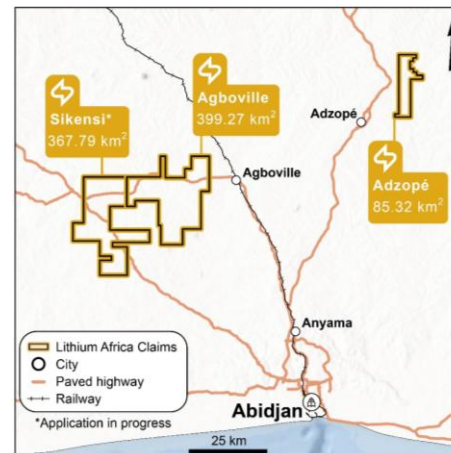 Sikensi*
367.79 km²
Agboville
399.27 km²
Adzopé
Adzopé
85.32 km²
Agboville
Anyama
Lithium Africa Claims
City
Paved highway
Railway
*Application in progress
Abidjan
25 km